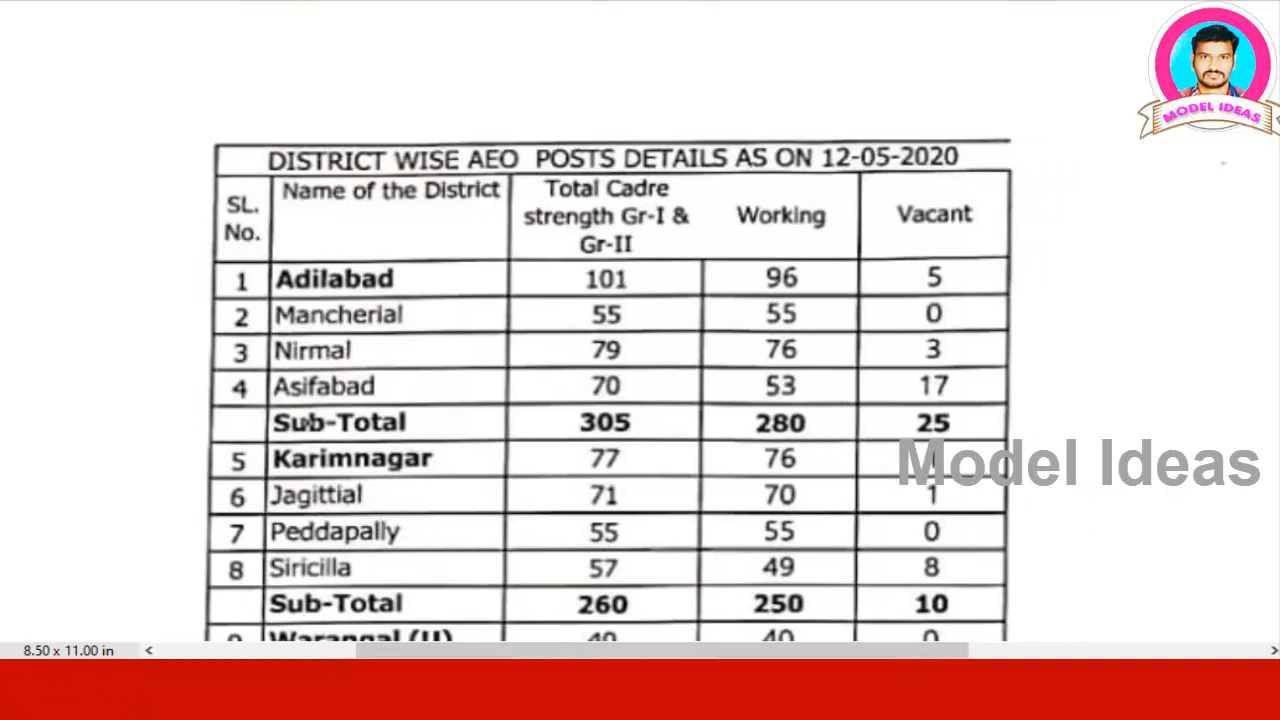 MODEL IDEAS
DISTRICT WISE AEO POSTS DETAILS AS ON 12-05-2020
SL. No. Name of the District Total Cadre strength Gr-I & Gr-II Working Vacant
1 Adilabad 101 96 5
2 Mancherial 55 55 0
3 Nirmal 79 76 3
4 Asifabad 70 53 17
Sub-Total 305 280 25
5 Karimnagar 77 76 1
Model Ideas
6 Jagittial 71 70 1
7 Peddapally 55 55 0
8 Siricilla 57 49 8
Sub-Total 260 250 10
Warangal (U)
8.50 x 11.00 in